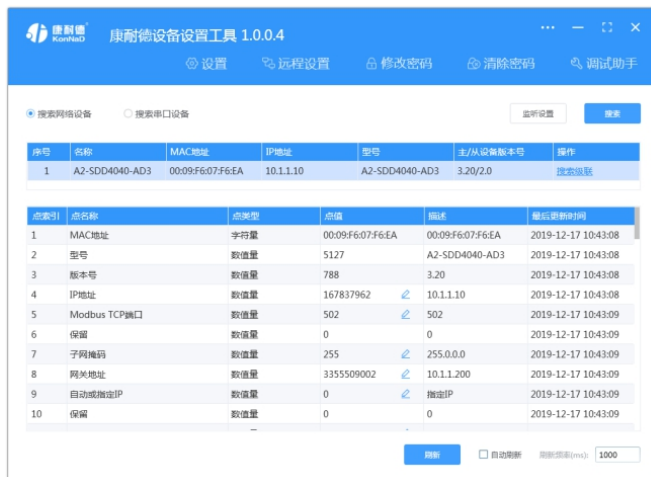 康耐德 KonNaD 康耐德设备设置工具 1.0.0.4
设置 远程设置 修改密码 清除密码 调试助手
搜索网络设备 搜索串口设备 监听设置 搜索
序号 名称 MAC地址 IP地址 型号 主/从设备版本号 操作
1 A2-SDD4040-AD3 00:09:F6:07:F6:EA 10.1.1.10 A2-SDD4040-AD3 3.20/2.0 搜索级联
点索引 点名称 点类型 点值 描述 最后更新时间
1 MAC地址 字符量 00:09:F6:07:F6:EA 00:09:F6:07:F6:EA 2019-12-17 10:43:08
2 型号 数值量 5127 A2-SDD4040-AD3 2019-12-17 10:43:08
3 版本号 数值量 788 3.20 2019-12-17 10:43:08
4 IP地址 数值量 167837962 10.1.1.10 2019-12-17 10:43:08
5 Modbus TCP端口 数值量 502 502 2019-12-17 10:43:09
6 保留 数值量 0 0 2019-12-17 10:43:09
7 子网掩码 数值量 255 255.0.0.0 2019-12-17 10:43:09
8 网关地址 数值量 3355509002 10.1.1.200 2019-12-17 10:43:09
9 自动或指定IP 数值量 0 指定IP 2019-12-17 10:43:09
10 保留 数值量 0 0 2019-12-17 10:43:09
刷新 自动刷新 刷新频率(ms): 1000